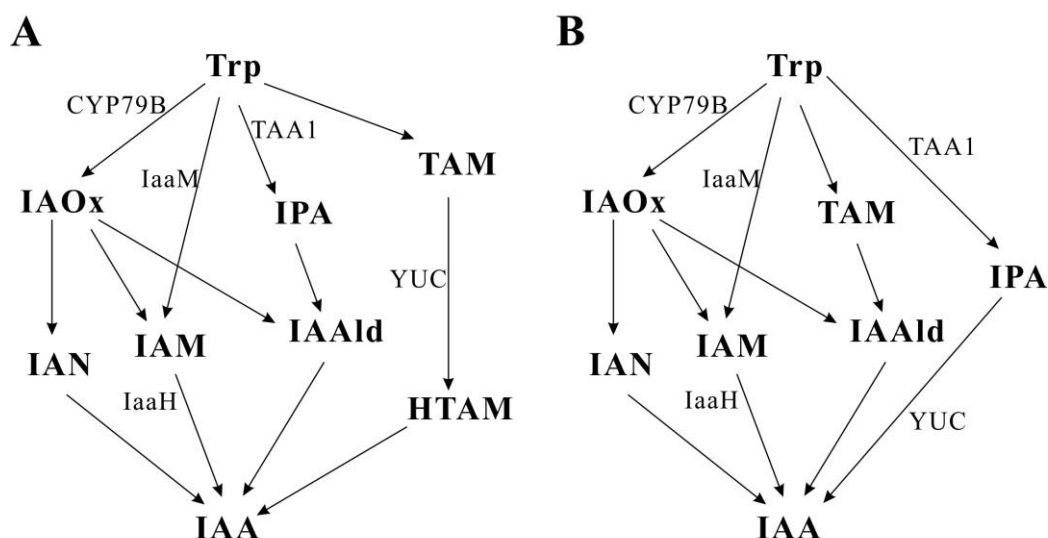 A
Trp
CYP79B
TAA1
IaaM
TAM
IAOx
IPA
YUC
IAAld
IAM
IAN
IaaH
HTAM
IAA
B
Trp
CYP79B
TAA1
IaaM
IAOx
TAM
IPA
IAAld
IAM
IAN
IaaH
YUC
IAA